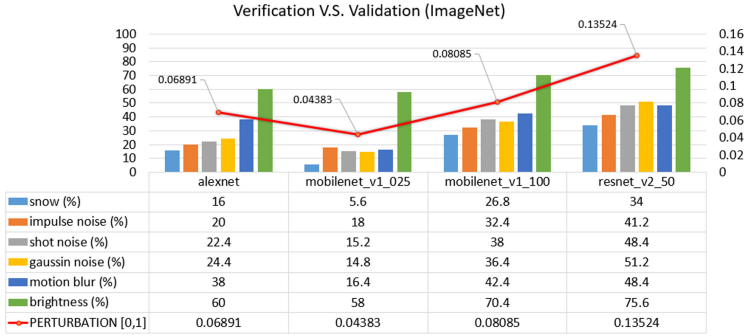 Verification V.S. Validation (ImageNet)
100 0.16
90 0.14
80 0.12
70 0.1
60 0.08
50 0.06
40 0.04
30 0.02
20 0
10
0
0.06891
0.04383
0.08085
0.13524
alexnet mobilenet_v1_025 mobilenet_v1_100 resnet_v2_50
snow (%) 16 5.6 26.8 34
impulse noise (%) 20 18 32.4 41.2
shot noise (%) 22.4 15.2 38 48.4
gaussin noise (%) 24.4 14.8 36.4 51.2
motion blur (%) 38 16.4 42.4 48.4
brightness (%) 60 58 70.4 75.6
PERTURBATION [0,1] 0.06891 0.04383 0.08085 0.13524